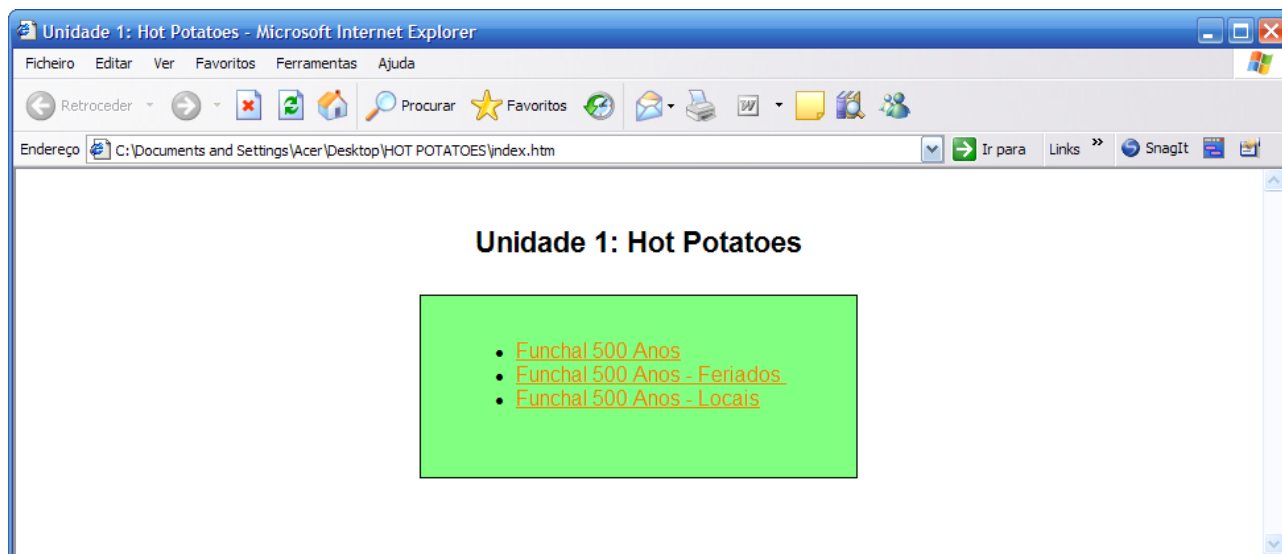 Unidade 1: Hot Potatoes - Microsoft Internet Explorer
Ficheiro Editar Ver Favoritos Ferramentas Ajuda
Retroceder Procurar Favoritos W
Endereço C:\Documents and Settings\Acer\Desktop\HOT POTATOES\index.htm Ir para Links » SnagIt
Unidade 1: Hot Potatoes
• Funchal 500 Anos
• Funchal 500 Anos - Feriados
• Funchal 500 Anos - Locais